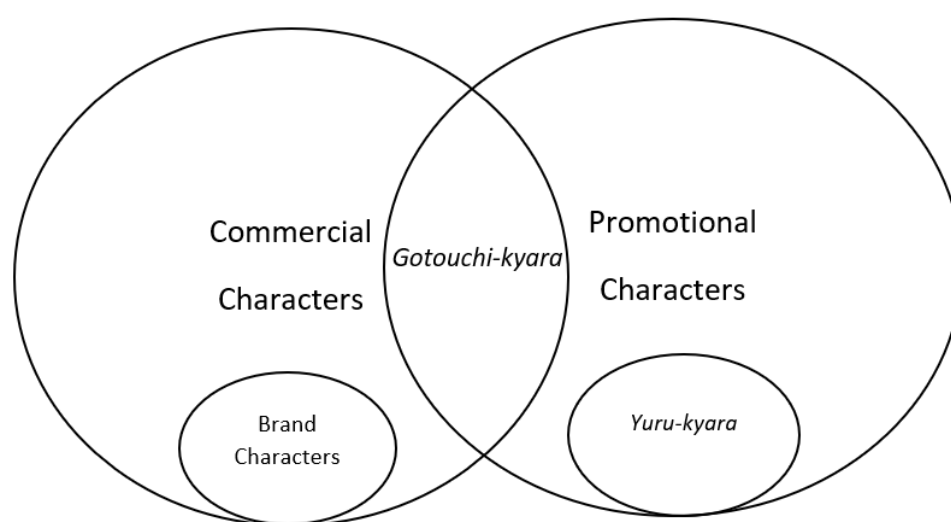 Commercial
Characters
Gotouchi-kyara
Promotional
Characters
Brand
Characters
Yuru-kyara